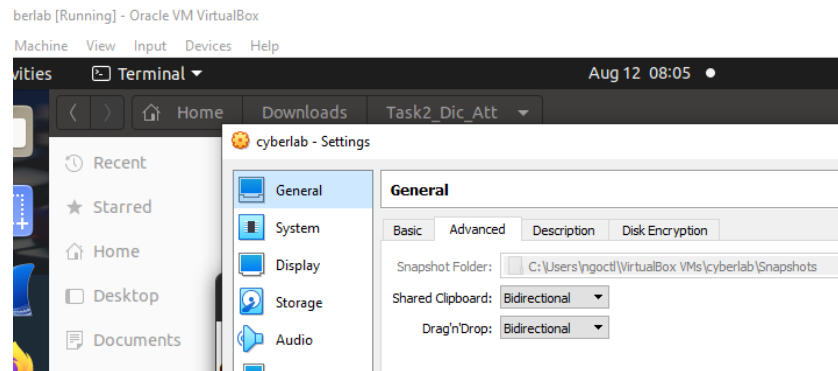 berlab [Running] - Oracle VM VirtualBox
Machine View Input Devices Help
vities Terminal Aug 12 08:05
Home Downloads Task2_Dic_Att
cyberlab - Settings
Recent
Starred
Home
Desktop
Documents
General
System
Display
Storage
Audio
General
Basic Advanced Description Disk Encryption
Snapshot Folder: C:\Users\ngoctl\VirtualBox VMs\cyberlab\Snapshots
Shared Clipboard: Bidirectional
Drag'n'Drop: Bidirectional